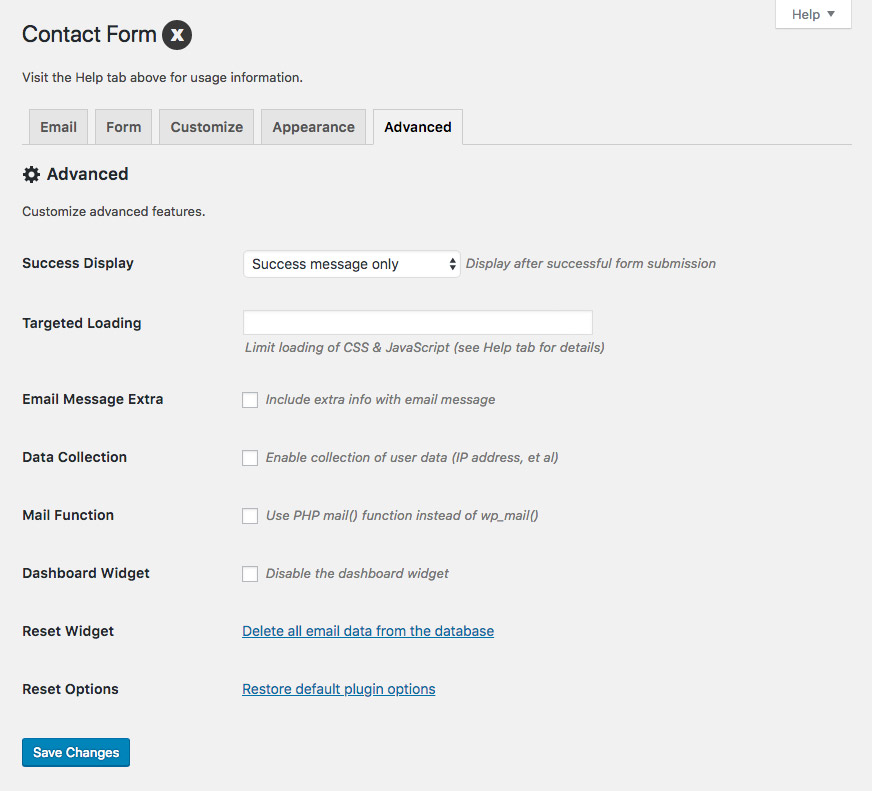 Help
Contact Form X
Visit the Help tab above for usage information.
Email Form Customize Appearance Advanced
Advanced
Customize advanced features.
Success Display Success message only Display after successful form submission
Targeted Loading
Limit loading of CSS & JavaScript (see Help tab for details)
Email Message Extra Include extra info with email message
Data Collection Enable collection of user data (IP address, et al)
Mail Function Use PHP mail() function instead of wp_mail()
Dashboard Widget Disable the dashboard widget
Reset Widget Delete all email data from the database
Reset Options Restore default plugin options
Save Changes